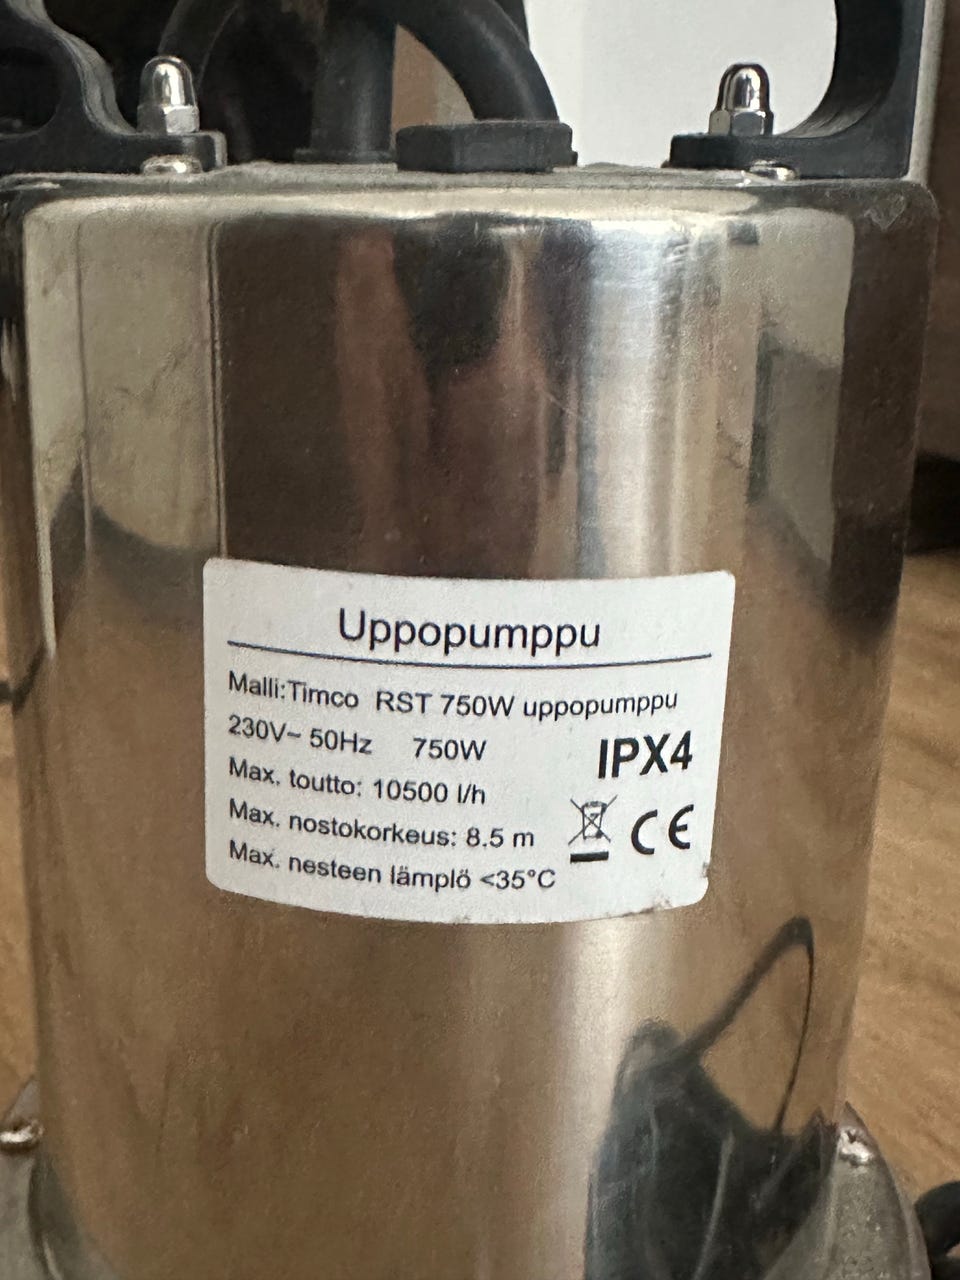 Uppopumppu
Malli:Timco RST 750W uppopumppu
230V~ 50Hz 750W
IPX4
Max. toutto: 10500 l/h
Max. nostokorkeus: 8.5 m
CE
Max. nesteen lämplö <35°C